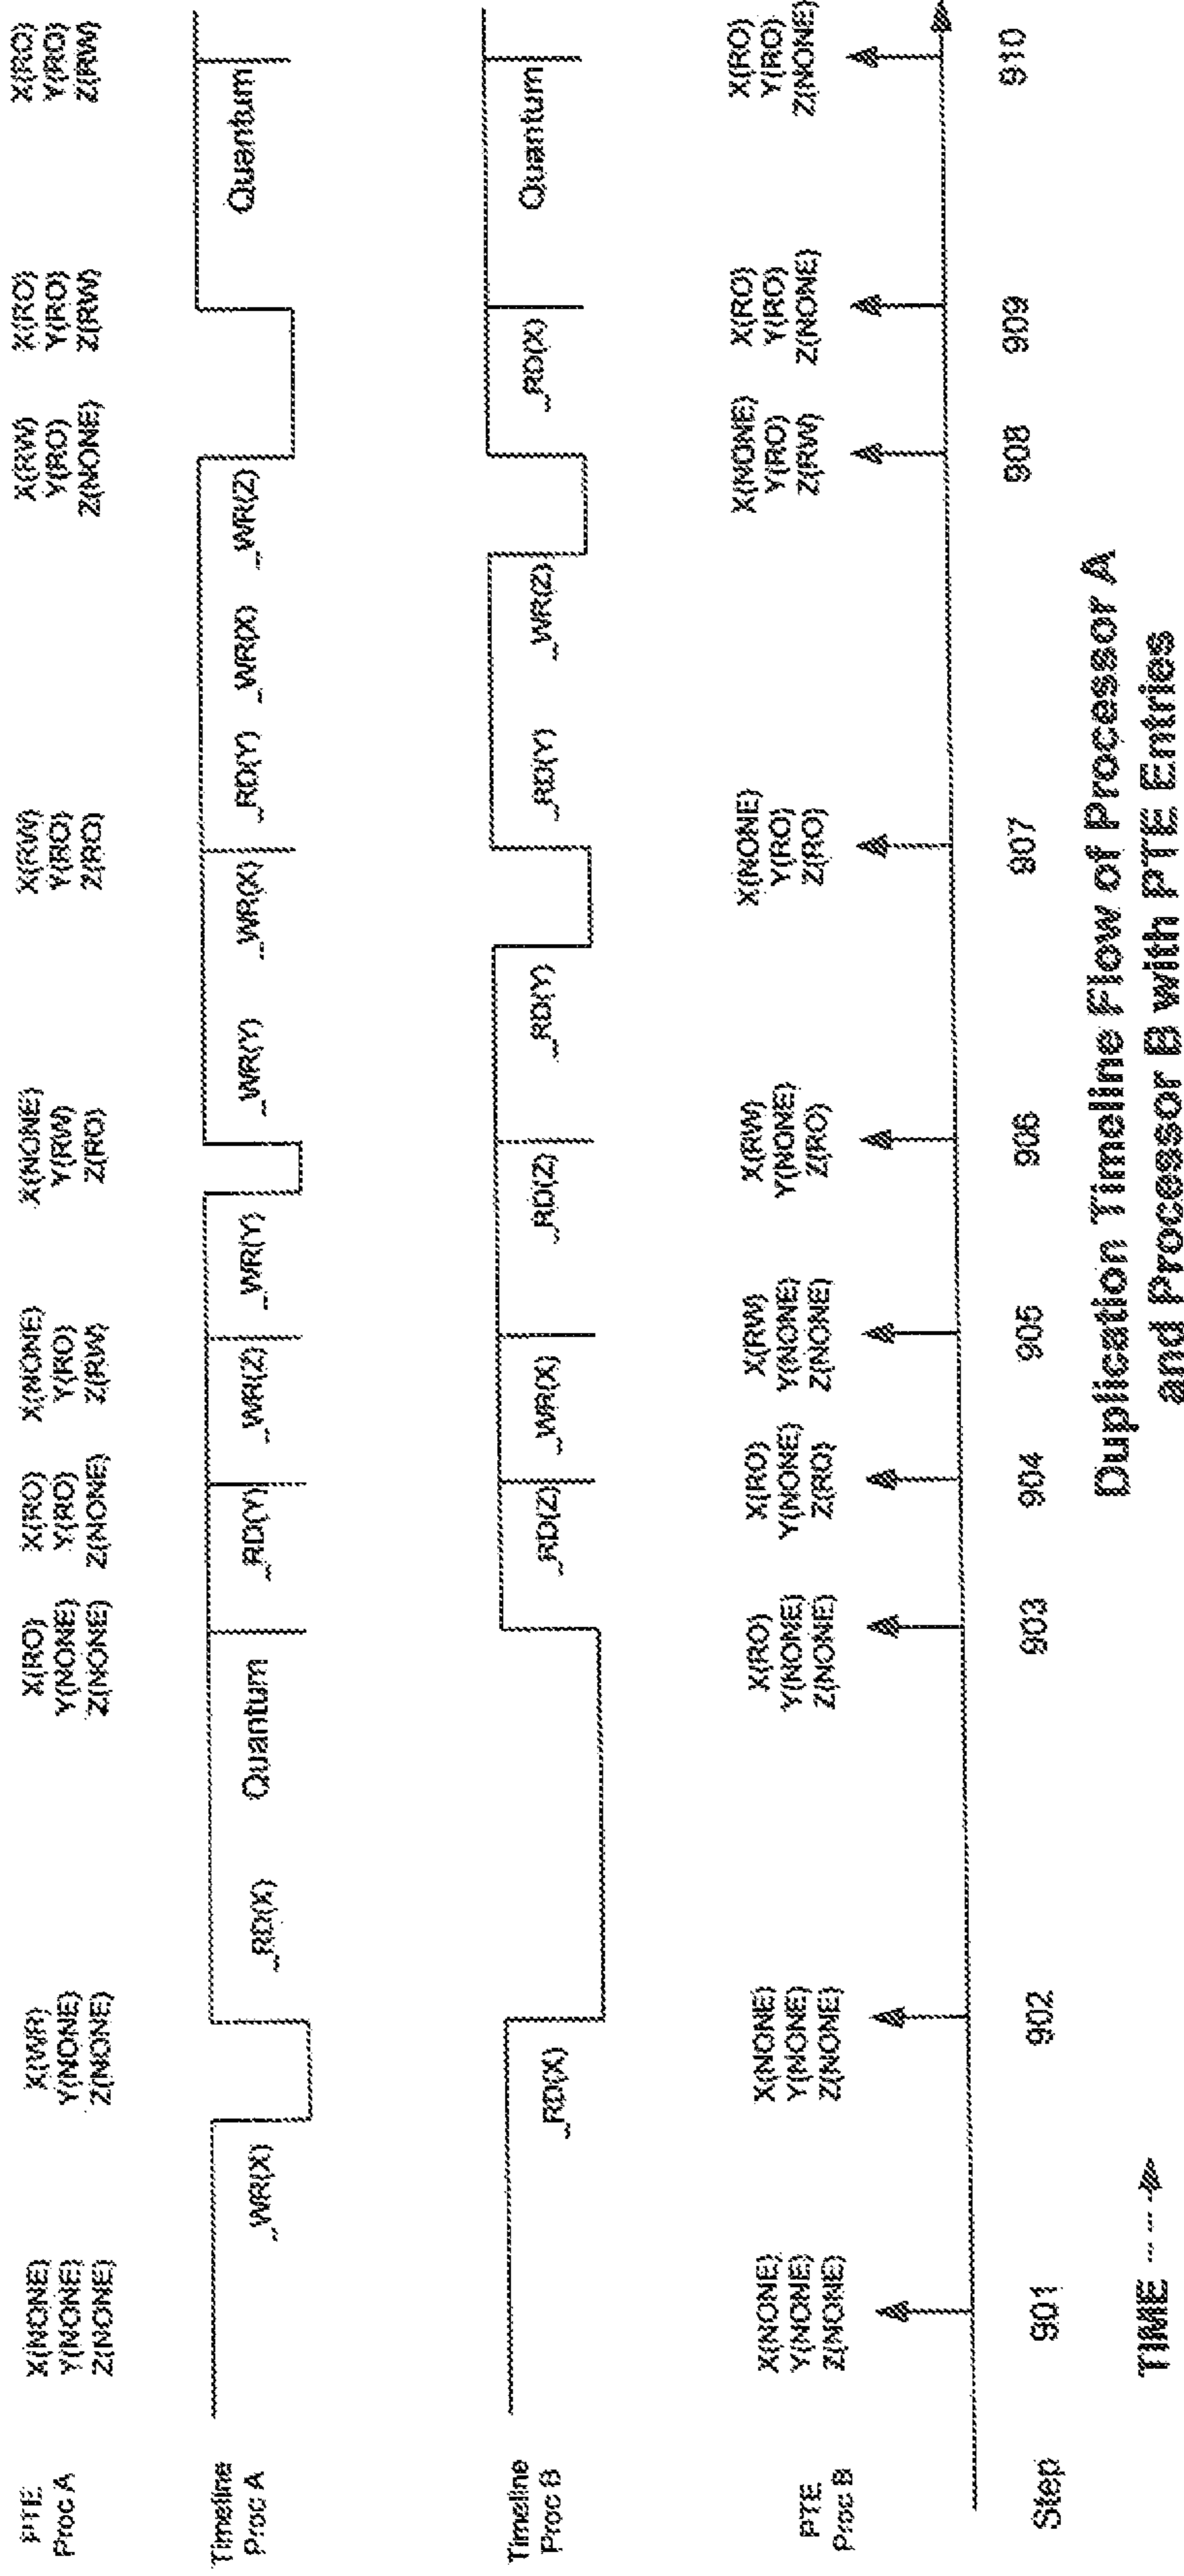 PTE
Proc A
X(NONE)
Y(NONE)
Z(NONE)
X(WR)
Y(NONE)
Z(NONE)
X(RO)
Y(NONE)
Z(NONE)
X(RO)
Y(RO)
Z(NONE)
X(NONE)
Y(RO)
Z(RW)
X(NONE)
Y(RW)
Z(RO)
X(RW)
Y(RO)
Z(RO)
X(RW)
Y(RO)
Z(NONE)
X(RO)
Y(RO)
Z(RW)
X(RO)
Y(RO)
Z(RW)
Timeline
Proc A
_WR(X)
_RD(X)
Quantum
_RD(Y)
_WR(Z)
_WR(Y)
_WR(Y)
_WR(X)
_RD(Y)
_WR(X)
_WR(Z)
Quantum
Timeline
Proc B
_RD(X)
_RD(Z)
_WR(X)
_RD(Z)
_RD(Y)
_RD(Y)
_WR(Z)
_RD(X)
Quantum
PTE
Proc B
X(NONE)
Y(NONE)
Z(NONE)
X(NONE)
Y(NONE)
Z(NONE)
X(RO)
Y(NONE)
Z(NONE)
X(RO)
Y(NONE)
Z(RO)
X(RW)
Y(NONE)
Z(NONE)
X(RW)
Y(NONE)
Z(RO)
X(NONE)
Y(RO)
Z(RO)
X(NONE)
Y(RO)
Z(RW)
X(RO)
Y(RO)
Z(NONE)
X(RO)
Y(RO)
Z(NONE)
Step
901
902
903
904
905
906
907
908
909
910
TIME ---->
Duplication Timeline Flow of Processor A
and Processor B with PTE Entries